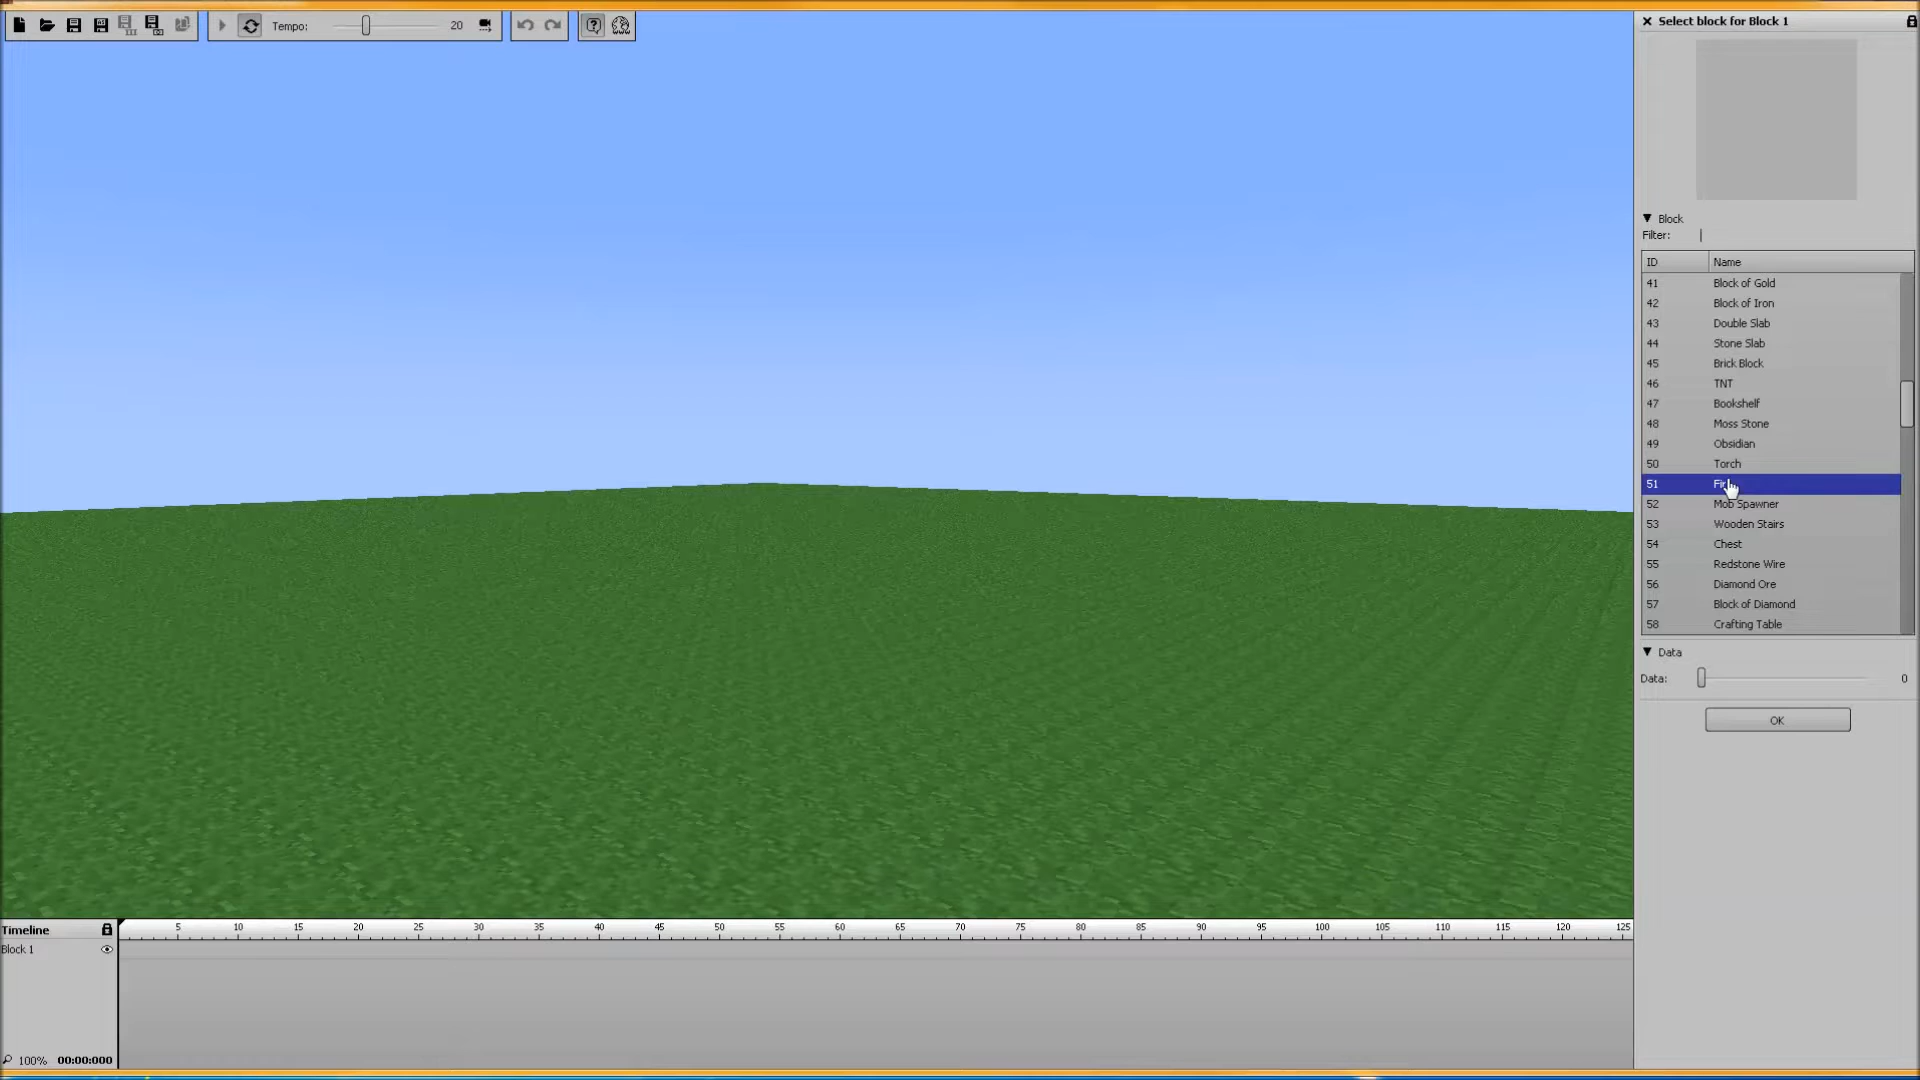 Tempo:
20
Select block for Block 1
Block
Filter:
ID Name
41 Block of Gold
42 Block of Iron
43 Double Slab
44 Stone Slab
45 Brick Block
46 TNT
47 Bookshelf
48 Moss Stone
49 Obsidian
50 Torch
51
52 Mob Spawner
53 Wooden Stairs
54 Chest
55 Redstone Wire
56 Diamond Ore
57 Block of Diamond
58 Crafting Table
Data
Data: 0
OK
Timeline
5 10 15 20 25 30 35 40 45 50 55 60 65 70 75 80 85 90 95 100 105 110 115 120 125
Block 1
100% 00:00:000